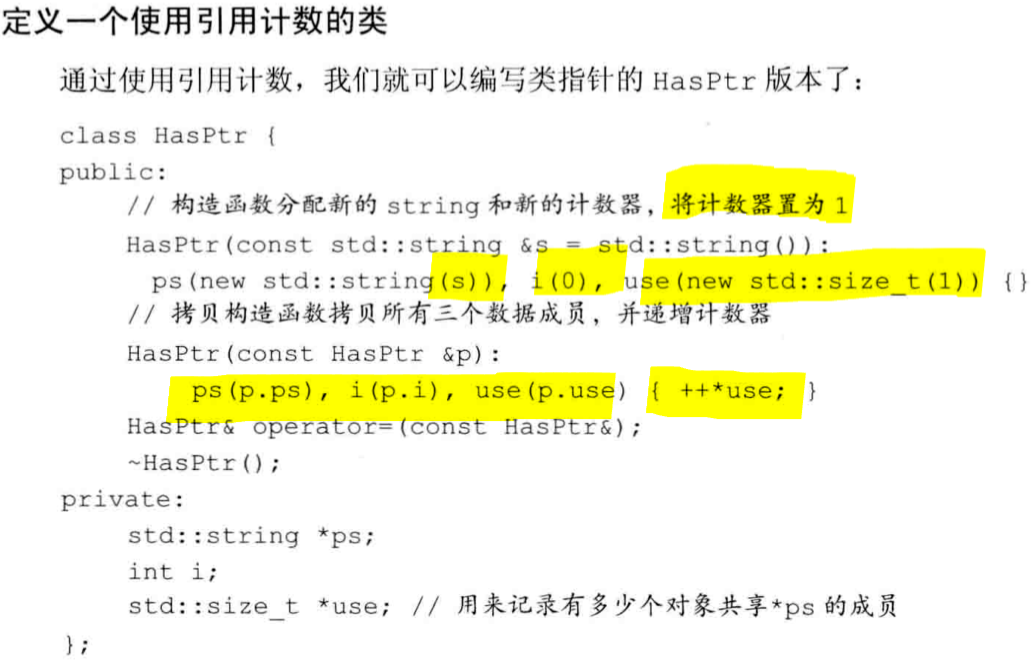 定义一个使用引用计数的类
通过使用引用计数，我们就可以编写类指针的 HasPtr 版本了：
class HasPtr {
public:
// 构造函数分配新的 string 和新的计数器，将计数器置为 1
HasPtr(const std::string &s = std::string()):
ps(new std::string(s)), i(0), use(new std::size_t(1)) {}
// 拷贝构造函数拷贝所有三个数据成员，并递增计数器
HasPtr(const HasPtr &p):
ps(p.ps), i(p.i), use(p.use) { ++*use; }
HasPtr& operator=(const HasPtr&);
~HasPtr();
private:
std::string *ps;
int i;
std::size_t *use; // 用来记录有多少个对象共享*ps 的成员
};